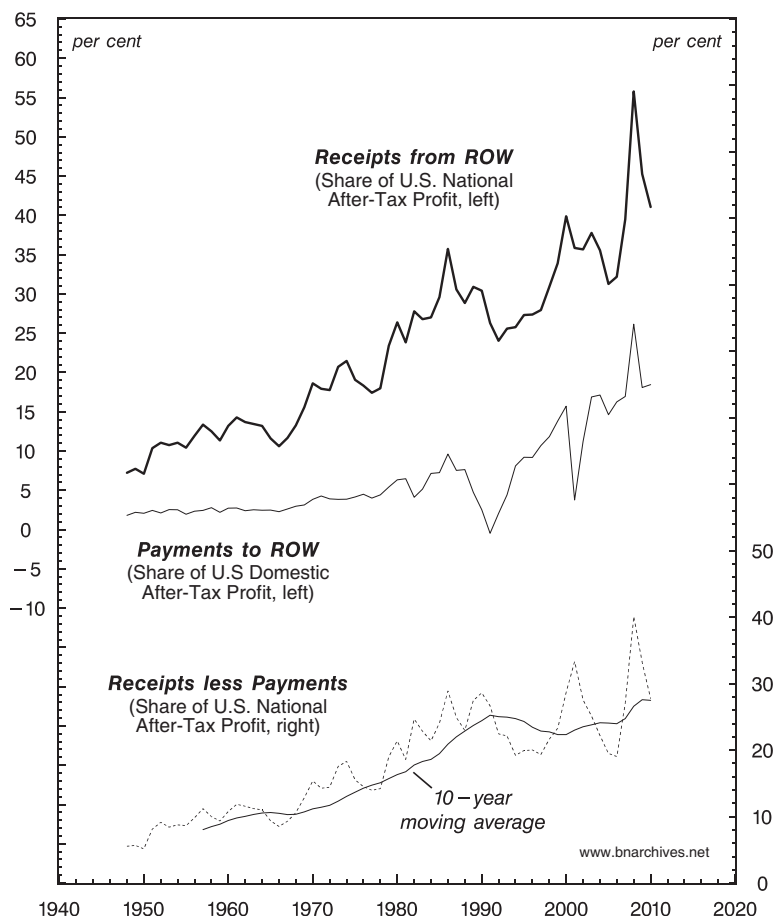 65
60
55
50
45
40
35
30
25
20
15
10
5
0
−5
−10
per cent
per cent
Receipts from ROW
(Share of U.S. National
After-Tax Profit, left)
Payments to ROW
(Share of U.S Domestic
After-Tax Profit, left)
Receipts less Payments
(Share of U.S. National
After-Tax Profit, right)
10−year
moving average
www.bnarchives.net
50
40
30
20
10
0
1940 1950 1960 1970 1980 1990 2000 2010 2020